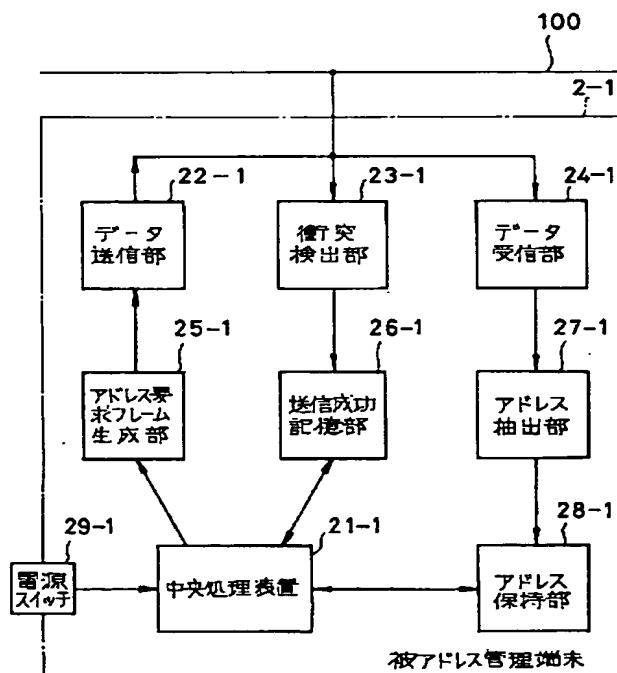 100
2-1
22-1
23-1
24-1
データ
送信部
衝突
検出部
データ
受信部
25-1
26-1
27-1
アドレス要
求フレーム
生成部
送信成功
記憶部
アドレス
抽出部
29-1
21-1
28-1
電源
スイッチ
中央処理装置
アドレス
保持部
被アドレス管理端末